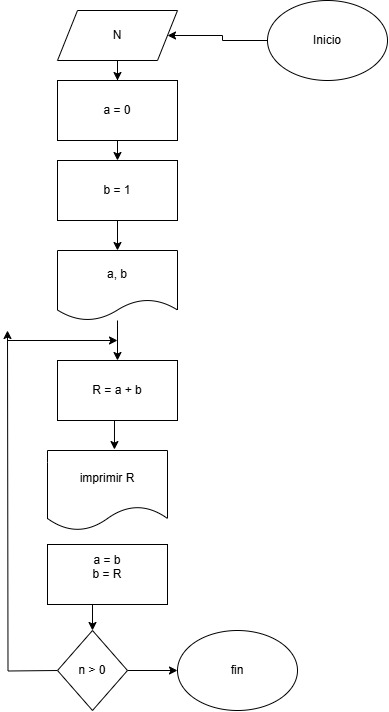 Inicio
N
a = 0
b = 1
a, b
R = a + b
imprimir R
a = b
b = R
n > 0
fin